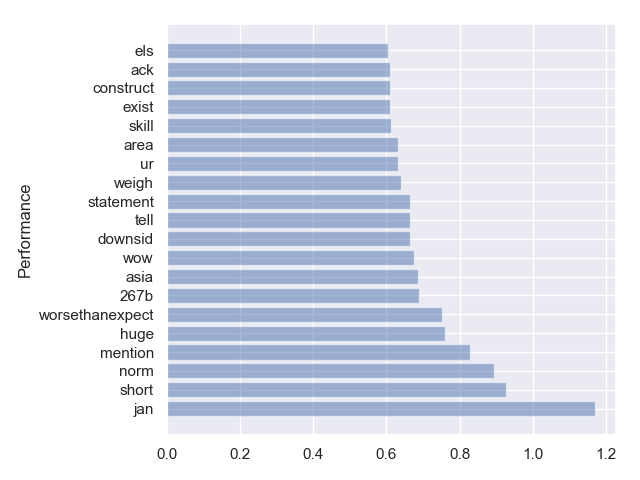 els
ack
construct
exist
skill
area
ur
weigh
statement
tell
downsid
wow
asia
267b
worsethanexpect
huge
mention
norm
short
jan
Performance
0.0 0.2 0.4 0.6 0.8 1.0 1.2